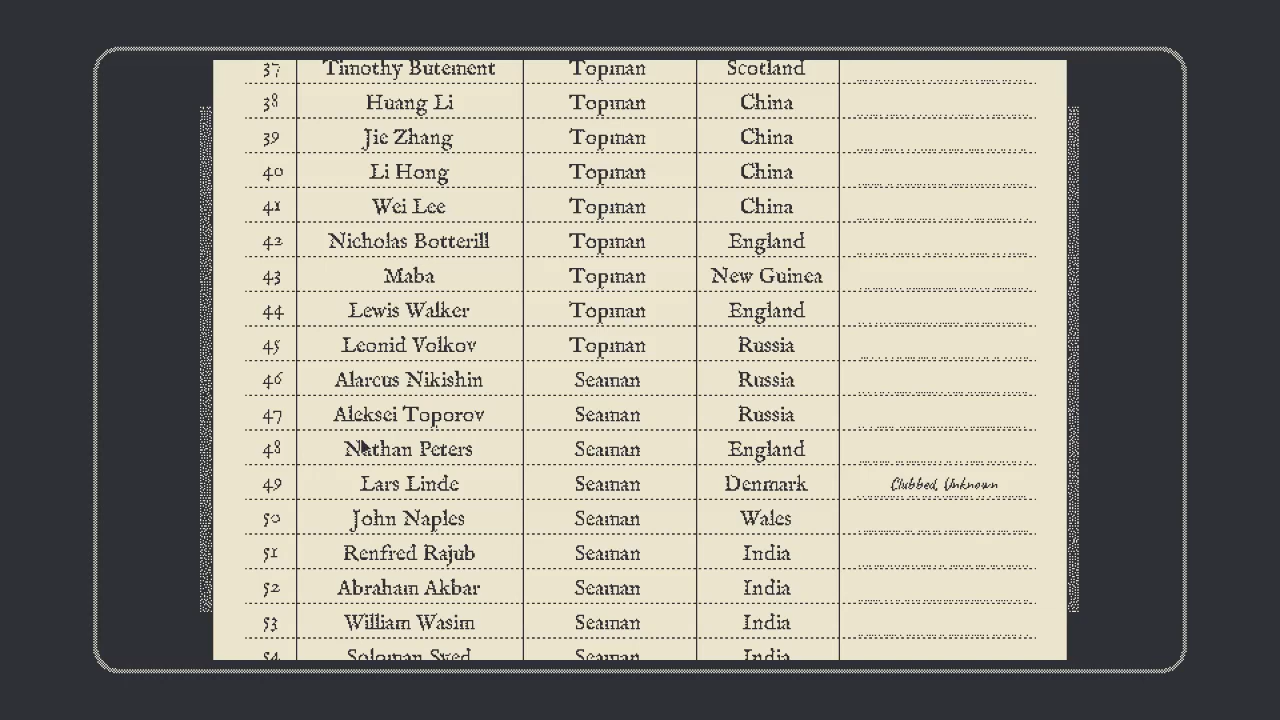 37 Timothy Butement Topman Scotland
38 Huang Li Topman China
39 Jie Zhang Topman China
40 Li Hong Topman China
41 Wei Lee Topman China
42 Nicholas Botterill Topman England
43 Maba Topman New Guinea
44 Lewis Walker Topman England
45 Leonid Volkov Topman Russia
46 Alarcus Nikishin Seaman Russia
47 Aleksei Toporov Seaman Russia
48 Nathan Peters Seaman England
49 Lars Linde Seaman Denmark Clubbed, Unknown
50 John Naples Seaman Wales
51 Renfred Rajub Seaman India
52 Abraham Akbar Seaman India
53 William Wasim Seaman India
54 Soloman Syed Seaman India